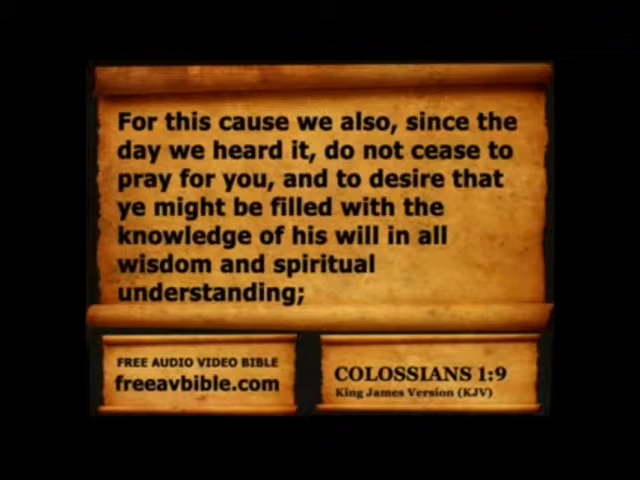 For this cause we also, since the
day we heard it, do not cease to
pray for you, and to desire that
ye might be filled with the
knowledge of his will in all
wisdom and spiritual
understanding;
FREE AUDIO VIDEO BIBLE
freeavbible.com
COLOSSIANS 1:9
King James Version (KJV)